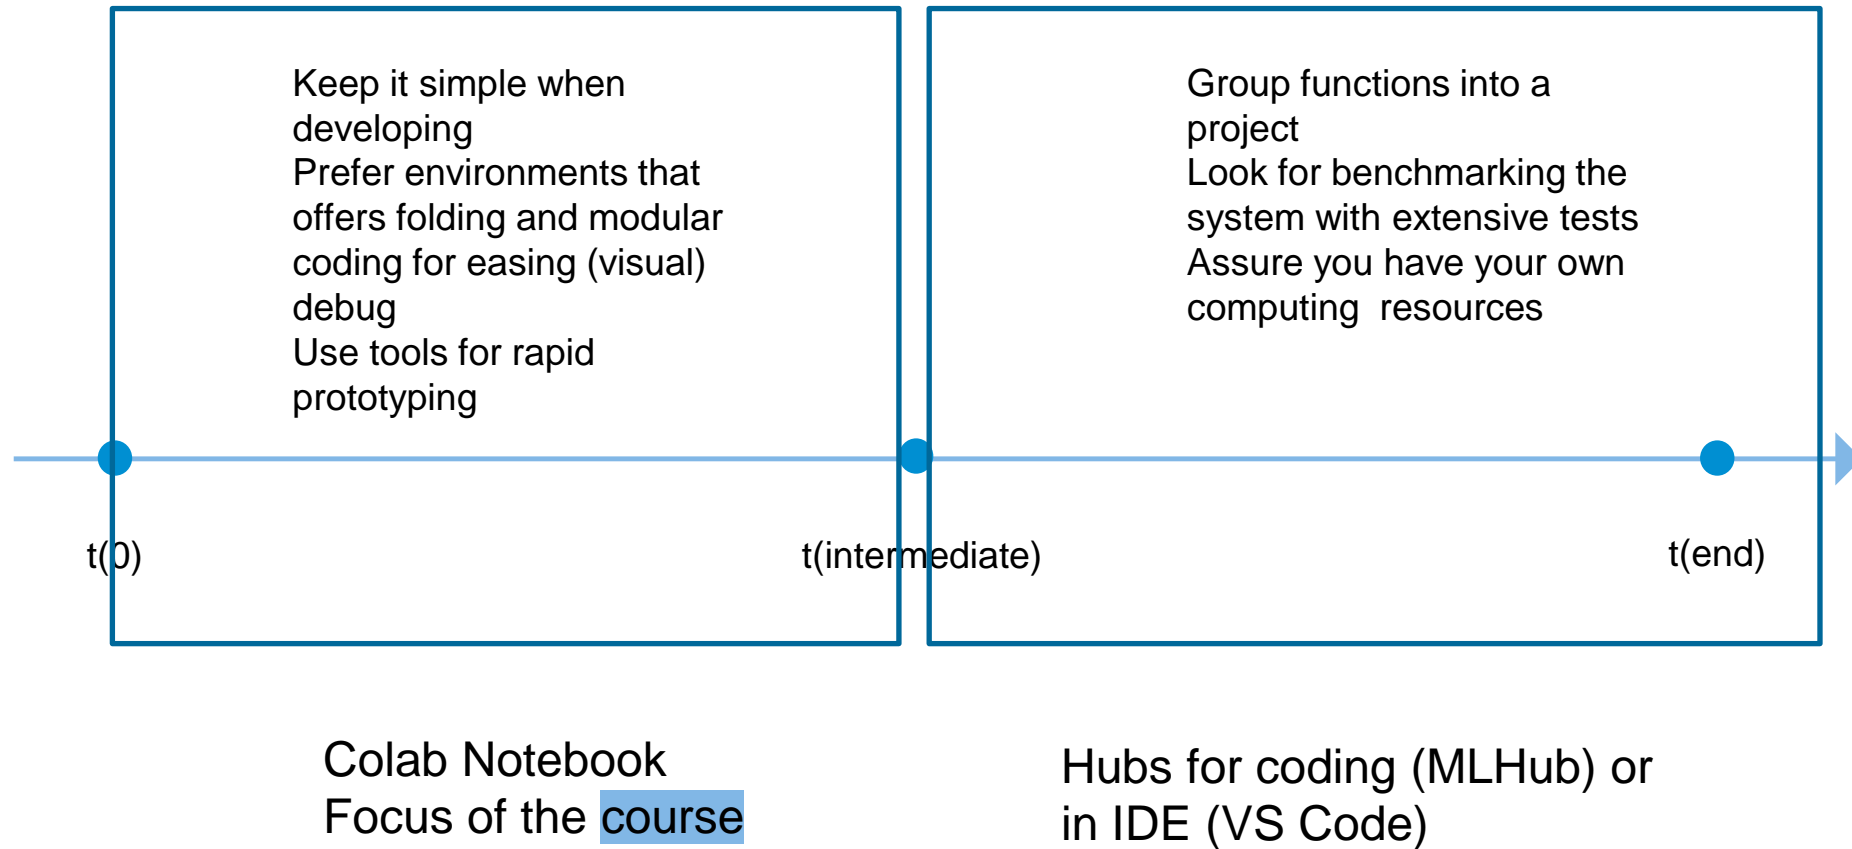 Keep it simple when
developing
Prefer environments that
offers folding and modular
coding for easing (visual)
debug
Use tools for rapid
prototyping
Group functions into a
project
Look for benchmarking the
system with extensive tests
Assure you have your own
computing  resources
t(0)
t(intermediate)
t(end)
Colab Notebook
Focus of the course
Hubs for coding (MLHub) or
in IDE (VS Code)